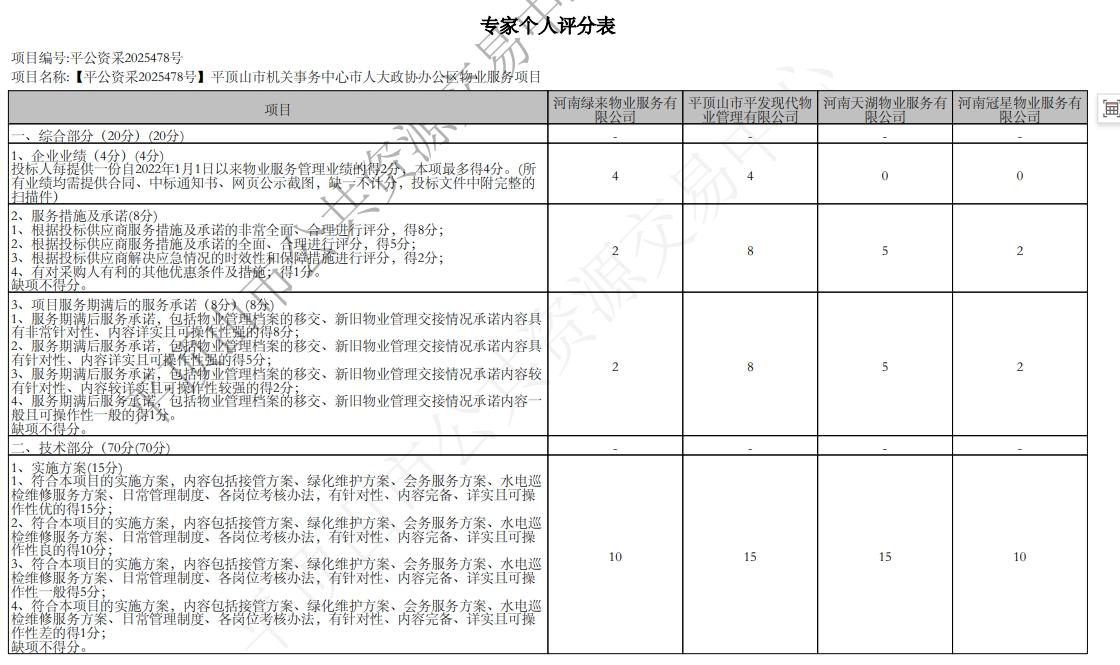 专家个人评分表
项目编号:平公资采2025478号
项目名称:【平公资采2025478号】平顶山市机关事务中心市人大政协办公区物业服务项目
项目 河南绿来物业服务有限公司 平顶山市平发现代物业管理有限公司 河南天湖物业服务有限公司 河南冠星物业服务有限公司
一、综合部分（20分）(20分) - - - -
1、企业业绩（4分）(4分)
投标人每提供一份自2022年1月1日以来物业服务管理业绩的得2分，本项最多得4分。(所
有业绩均需提供合同、中标通知书、网页公示截图，缺一不计分，投标文件中附完整的
扫描件)
4 4 0 0
2、服务措施及承诺(8分)
1、根据投标供应商服务措施及承诺的非常全面、合理进行评分，得8分；
2、根据投标供应商服务措施及承诺的全面、合理进行评分，得5分；
3、根据投标供应商解决应急情况的时效性和保障措施进行评分，得2分；
4、有对采购人有利的其他优惠条件及措施；得1分。
缺项不得分。
2 8 5 2
3、项目服务期满后的服务承诺（8分）(8分)
1、服务期满后服务承诺，包括物业管理档案的移交、新旧物业管理交接情况承诺内容具
有非常针对性、内容详实且可操作性强的得8分；
2、服务期满后服务承诺，包括物业管理档案的移交、新旧物业管理交接情况承诺内容具
有针对性、内容详实且可操作性强的得5分；
3、服务期满后服务承诺，包括物业管理档案的移交、新旧物业管理交接情况承诺内容较
有针对性、内容较详实且可操作性较强的得2分；
4、服务期满后服务承诺，包括物业管理档案的移交、新旧物业管理交接情况承诺内容一
般且可操作性一般的得1分。
缺项不得分。
2 8 5 2
二、技术部分（70分(70分) - - - -
1、实施方案(15分)
1、符合本项目的实施方案，内容包括接管方案、绿化维护方案、会务服务方案、水电巡
检维修服务方案、日常管理制度、各岗位考核办法，有针对性、内容完备、详实且可操
作性优的得15分；
2、符合本项目的实施方案，内容包括接管方案、绿化维护方案、会务服务方案、水电巡
检维修服务方案、日常管理制度、各岗位考核办法，有针对性、内容完备、详实且可操
作性良的得10分；
3、符合本项目的实施方案，内容包括接管方案、绿化维护方案、会务服务方案、水电巡
检维修服务方案、日常管理制度、各岗位考核办法，有针对性、内容完备、详实且可操
作性一般得5分；
4、符合本项目的实施方案，内容包括接管方案、绿化维护方案、会务服务方案、水电巡
检维修服务方案、日常管理制度、各岗位考核办法，有针对性、内容完备、详实且可操
作性差的得1分；
缺项不得分。
10 15 15 10
平顶山市公共资源交易中心
平顶山市公共资源交易中心